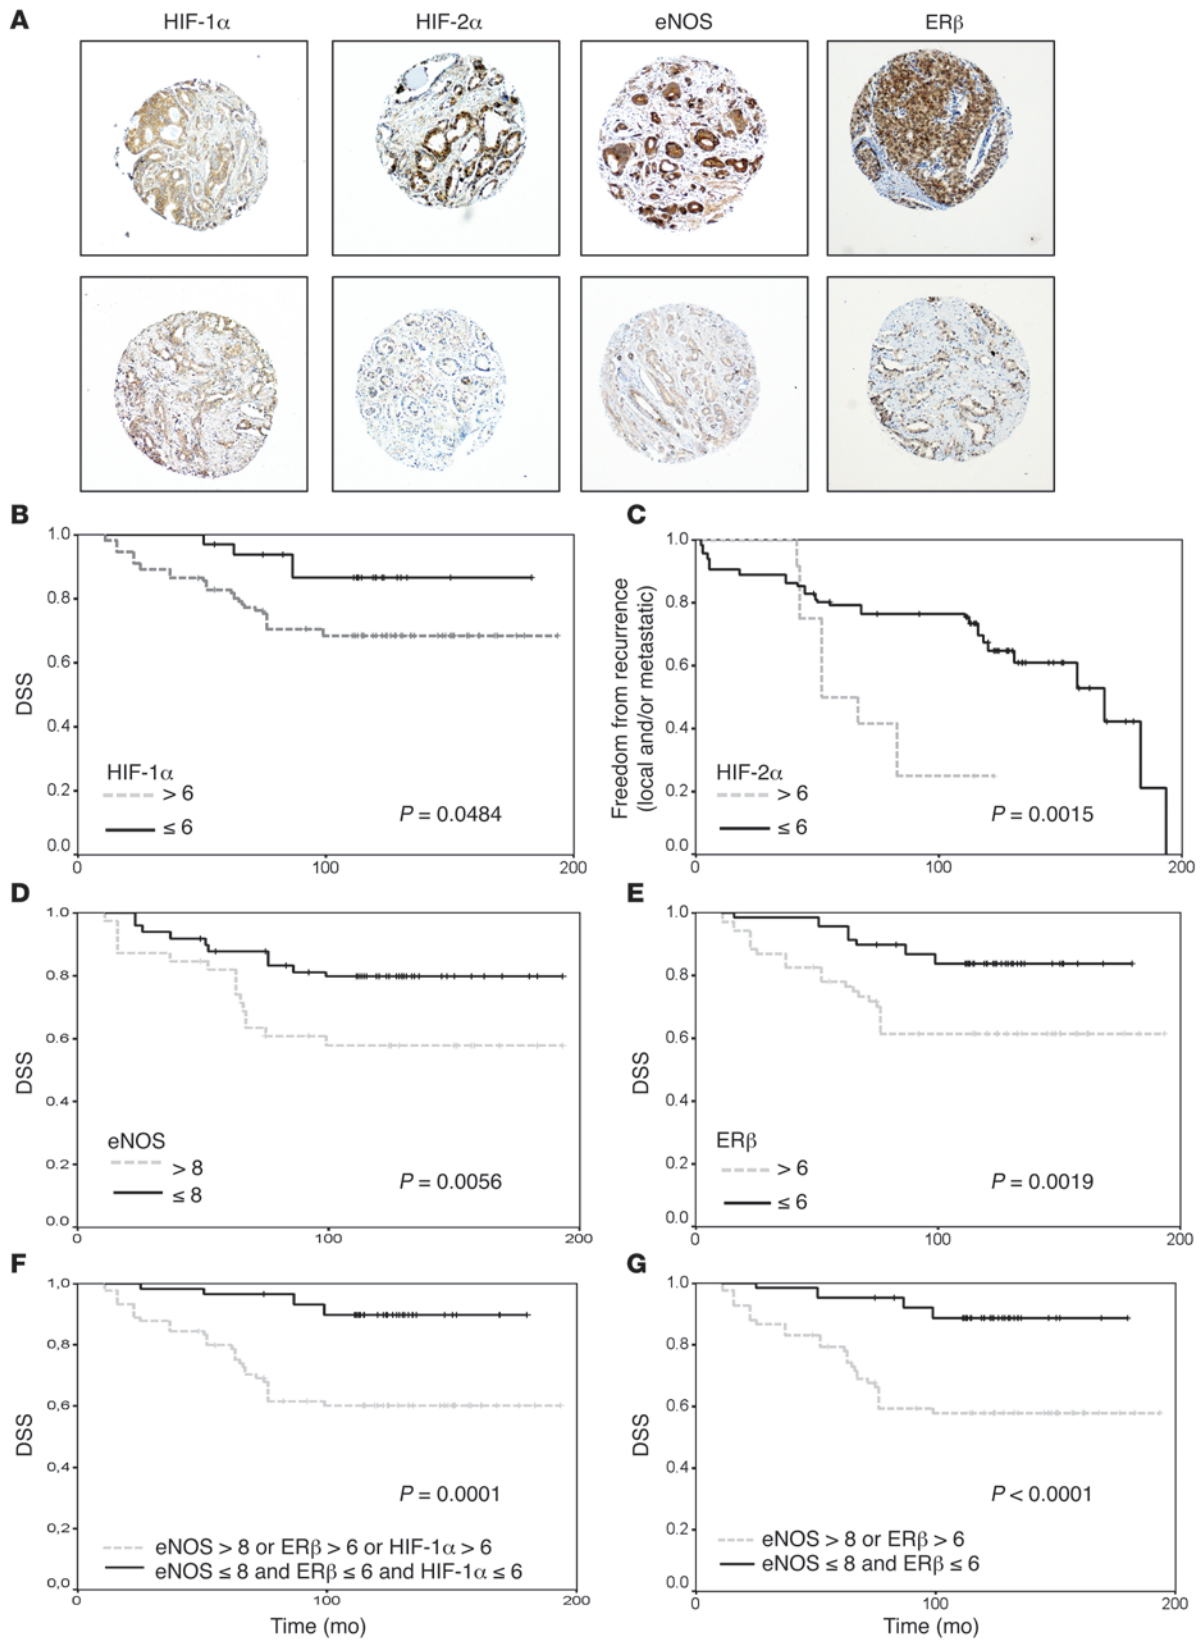 A
HIF-1α HIF-2α eNOS ERβ
B
1.0
0.8
0.6
0.4
0.2
0.0
DSS
HIF-1α
> 6
≤ 6
P = 0.0484
0 100 200
C
1.0
0.8
0.6
0.4
0.2
0.0
Freedom from recurrence
(local and/or metastatic)
HIF-2α
> 6
≤ 6
P = 0.0015
0 100 200
D
1.0
0.8
0.6
0.4
0.2
0.0
DSS
eNOS
> 8
≤ 8
P = 0.0056
0 100 200
E
1.0
0.8
0.6
0.4
0.2
0.0
DSS
ERβ
> 6
≤ 6
P = 0.0019
0 100 200
F
1,0
0,8
0,6
0,4
0,2
0,0
DSS
P = 0.0001
eNOS > 8 or ERβ > 6 or HIF-1α > 6
eNOS ≤ 8 and ERβ ≤ 6 and HIF-1α ≤ 6
0 100 200
Time (mo)
G
1.0
0.8
0.6
0.4
0.2
0.0
DSS
P < 0.0001
eNOS > 8 or ERβ > 6
eNOS ≤ 8 and ERβ ≤ 6
0 100 200
Time (mo)